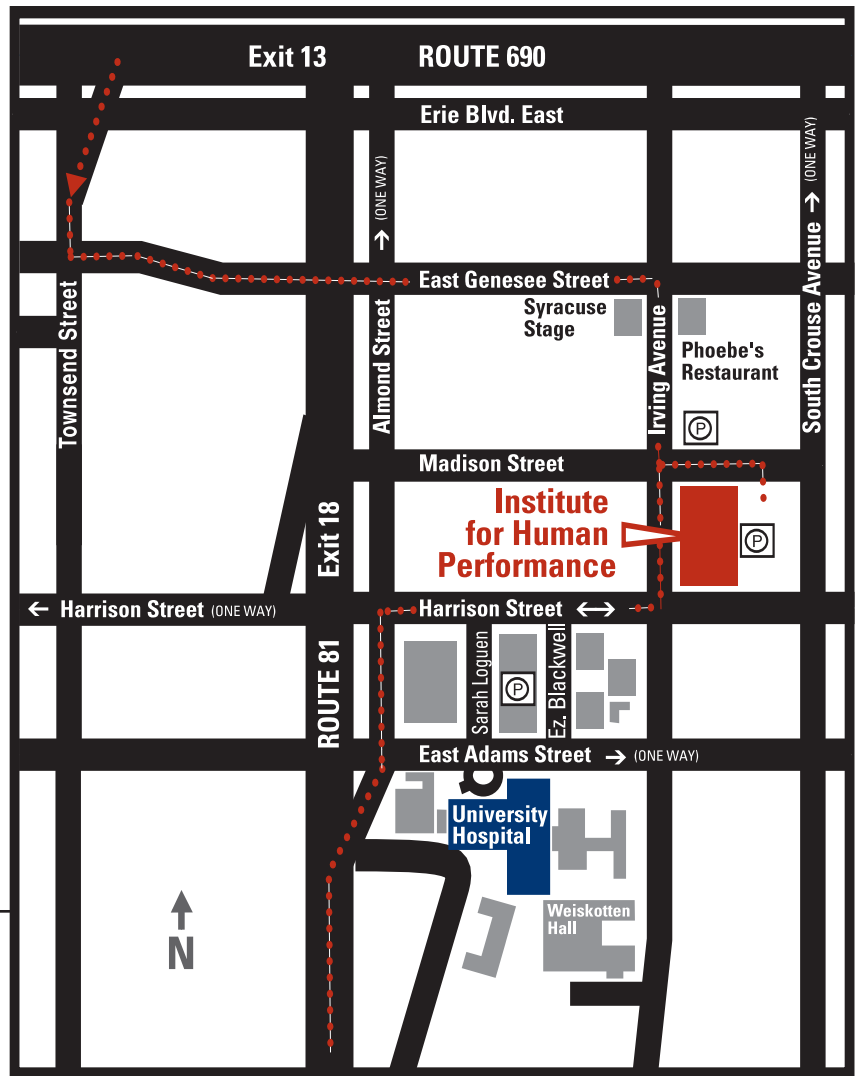 Exit 13
ROUTE 690
Erie Blvd. East
(ONE WAY)
(ONE WAY)
East Genesee Street
Syracuse
Stage
Phoebe's
Restaurant
Townsend Street
Almond Street
Irving Avenue
South Crouse Avenue
P
Madison Street
Institute
for Human
Performance
P
Exit 18
← Harrison Street (ONE WAY)
Harrison Street ↔
ROUTE 81
Sarah Loguen
P
Ez. Blackwell
East Adams Street → (ONE WAY)
University
Hospital
Weiskotten
Hall
N